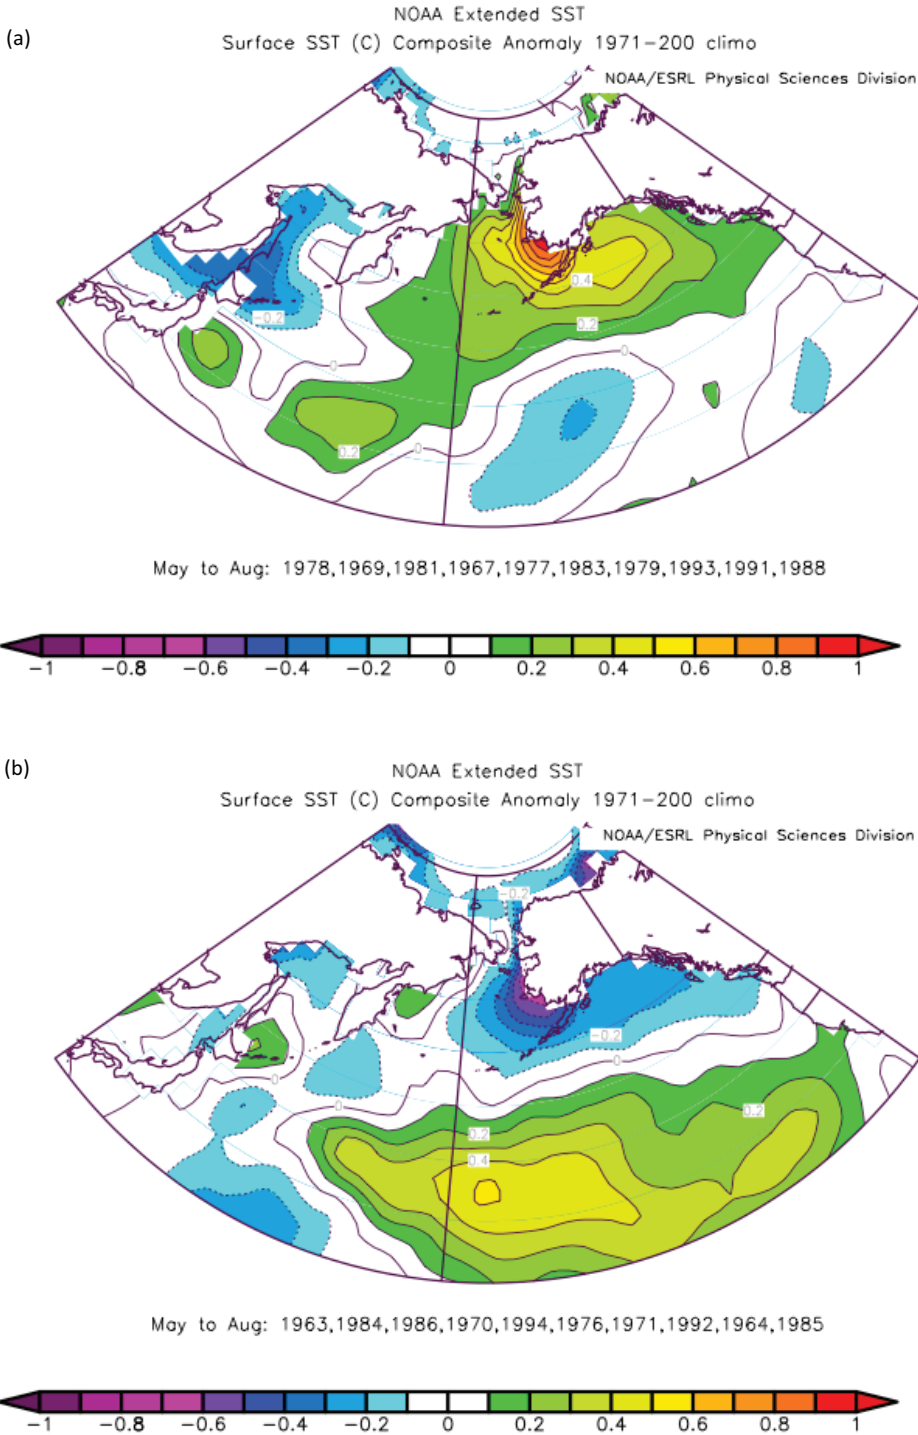 (a)
NOAA Extended SST
Surface SST (C) Composite Anomaly 1971-200 climo
NOAA/ESRL Physical Sciences Division
0.4
-0.2
0.2
0
0
0.2
0
May to Aug: 1978,1969,1981,1967,1977,1983,1979,1993,1991,1988
-1 -0.8 -0.6 -0.4 -0.2 0 0.2 0.4 0.6 0.8 1
(b)
NOAA Extended SST
Surface SST (C) Composite Anomaly 1971-200 climo
NOAA/ESRL Physical Sciences Division
-0.2
-0.2
0
0
0
0.2
0.2
0.4
May to Aug: 1963,1984,1986,1970,1994,1976,1971,1992,1964,1985
-1 -0.8 -0.6 -0.4 -0.2 0 0.2 0.4 0.6 0.8 1